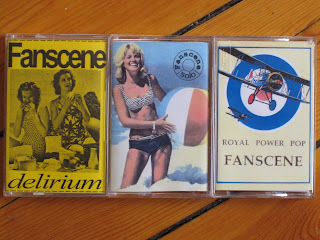 Fanscene
delirium
Fanscene
Solo
ROYAL POWER POP
FANSCENE